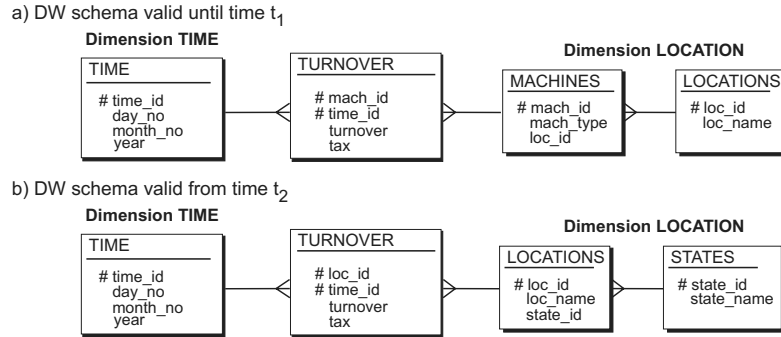 a) DW schema valid until time t1
Dimension TIME
Dimension LOCATION
TIME
# time_id
day_no
month_no
year
TURNOVER
# mach_id
# time_id
turnover
tax
MACHINES
# mach_id
mach_type
loc_id
LOCATIONS
# loc_id
loc_name
b) DW schema valid from time t2
Dimension TIME
Dimension LOCATION
TIME
# time_id
day_no
month_no
year
TURNOVER
# loc_id
# time_id
turnover
tax
LOCATIONS
# loc_id
loc_name
state_id
STATES
# state_id
state_name